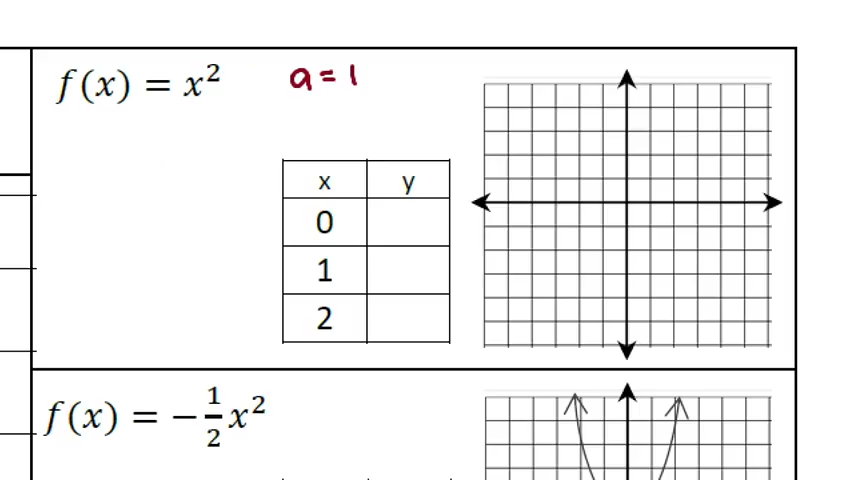 f(x) = x² a = 1
x y
0
1
2
f(x) = -½x²